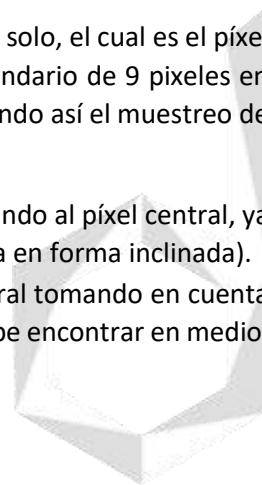 solo, el cual es el píxe
ndario de 9 pixeles en
ndo así el muestreo de
ndo al píxel central, ya
a en forma inclinada).
ral tomando en cuenta
be encontrar en medio